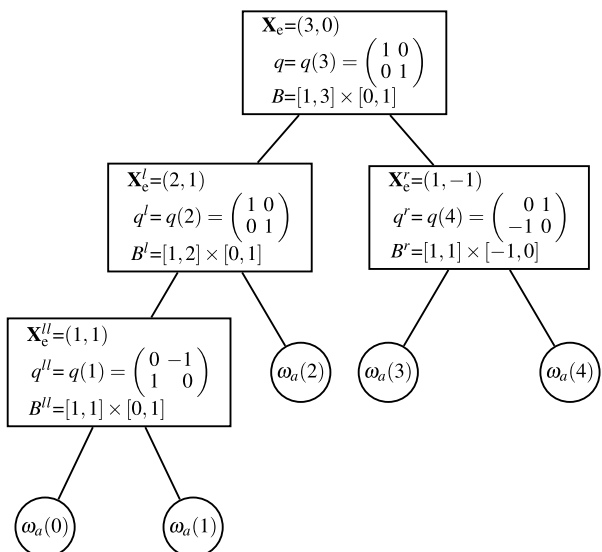 X_e=(3,0)
q= q(3) = (1 0
0 1)
B=[1,3] × [0,1]
X_e^l=(2,1)
q^l= q(2) = (1 0
0 1)
B^l=[1,2] × [0,1]
X_e^r=(1,−1)
q^r= q(4) = (0 1
−1 0)
B^r=[1,1] × [−1,0]
X_e^ll=(1,1)
q^ll= q(1) = (0 −1
1 0)
B^ll=[1,1] × [0,1]
ω_a(2)
ω_a(3)
ω_a(4)
ω_a(0)
ω_a(1)